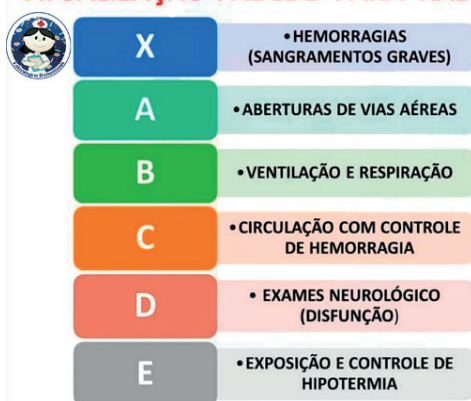 X
• HEMORRAGIAS
(SANGRAMENTOS GRAVES)
A
• ABERTURAS DE VIAS AÉREAS
B
• VENTILAÇÃO E RESPIRAÇÃO
C
• CIRCULAÇÃO COM CONTROLE
DE HEMORRAGIA
D
• EXAMES NEUROLÓGICO
(DISFUNÇÃO)
E
• EXPOSIÇÃO E CONTROLE DE
HIPOTERMIA